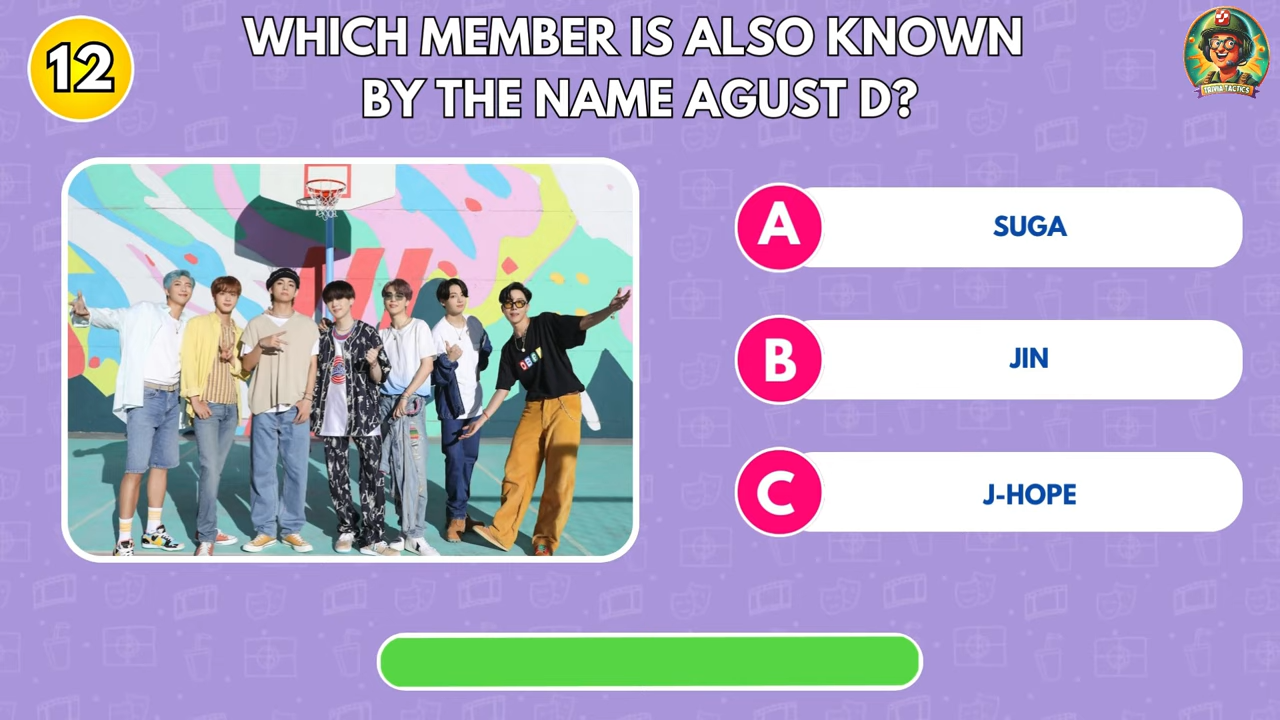 12
WHICH MEMBER IS ALSO KNOWN
BY THE NAME AGUST D?
TRIVIA TACTICS
A
SUGA
B
JIN
C
J-HOPE